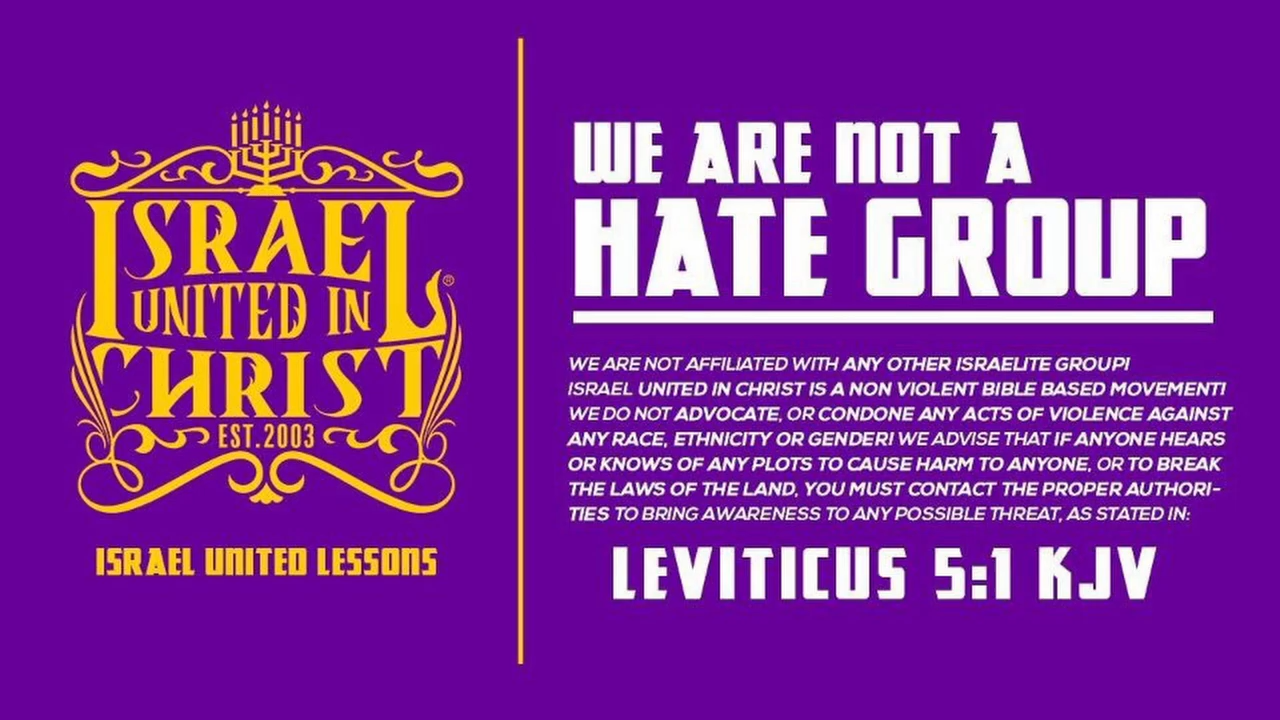 ISRAEL
UNITED IN
CHRIST
®
EST. 2003
ISRAEL UNITED LESSONS
WE ARE NOT A
HATE GROUP
WE ARE NOT AFFILIATED WITH ANY OTHER ISRAELITE GROUP!
ISRAEL UNITED IN CHRIST IS A NON VIOLENT BIBLE BASED MOVEMENT!
WE DO NOT ADVOCATE, OR CONDONE ANY ACTS OF VIOLENCE AGAINST
ANY RACE, ETHNICITY OR GENDER! WE ADVISE THAT IF ANYONE HEARS
OR KNOWS OF ANY PLOTS TO CAUSE HARM TO ANYONE, OR TO BREAK
THE LAWS OF THE LAND, YOU MUST CONTACT THE PROPER AUTHORI-
TIES TO BRING AWARENESS TO ANY POSSIBLE THREAT, AS STATED IN:
LEVITICUS 5:1 KJV